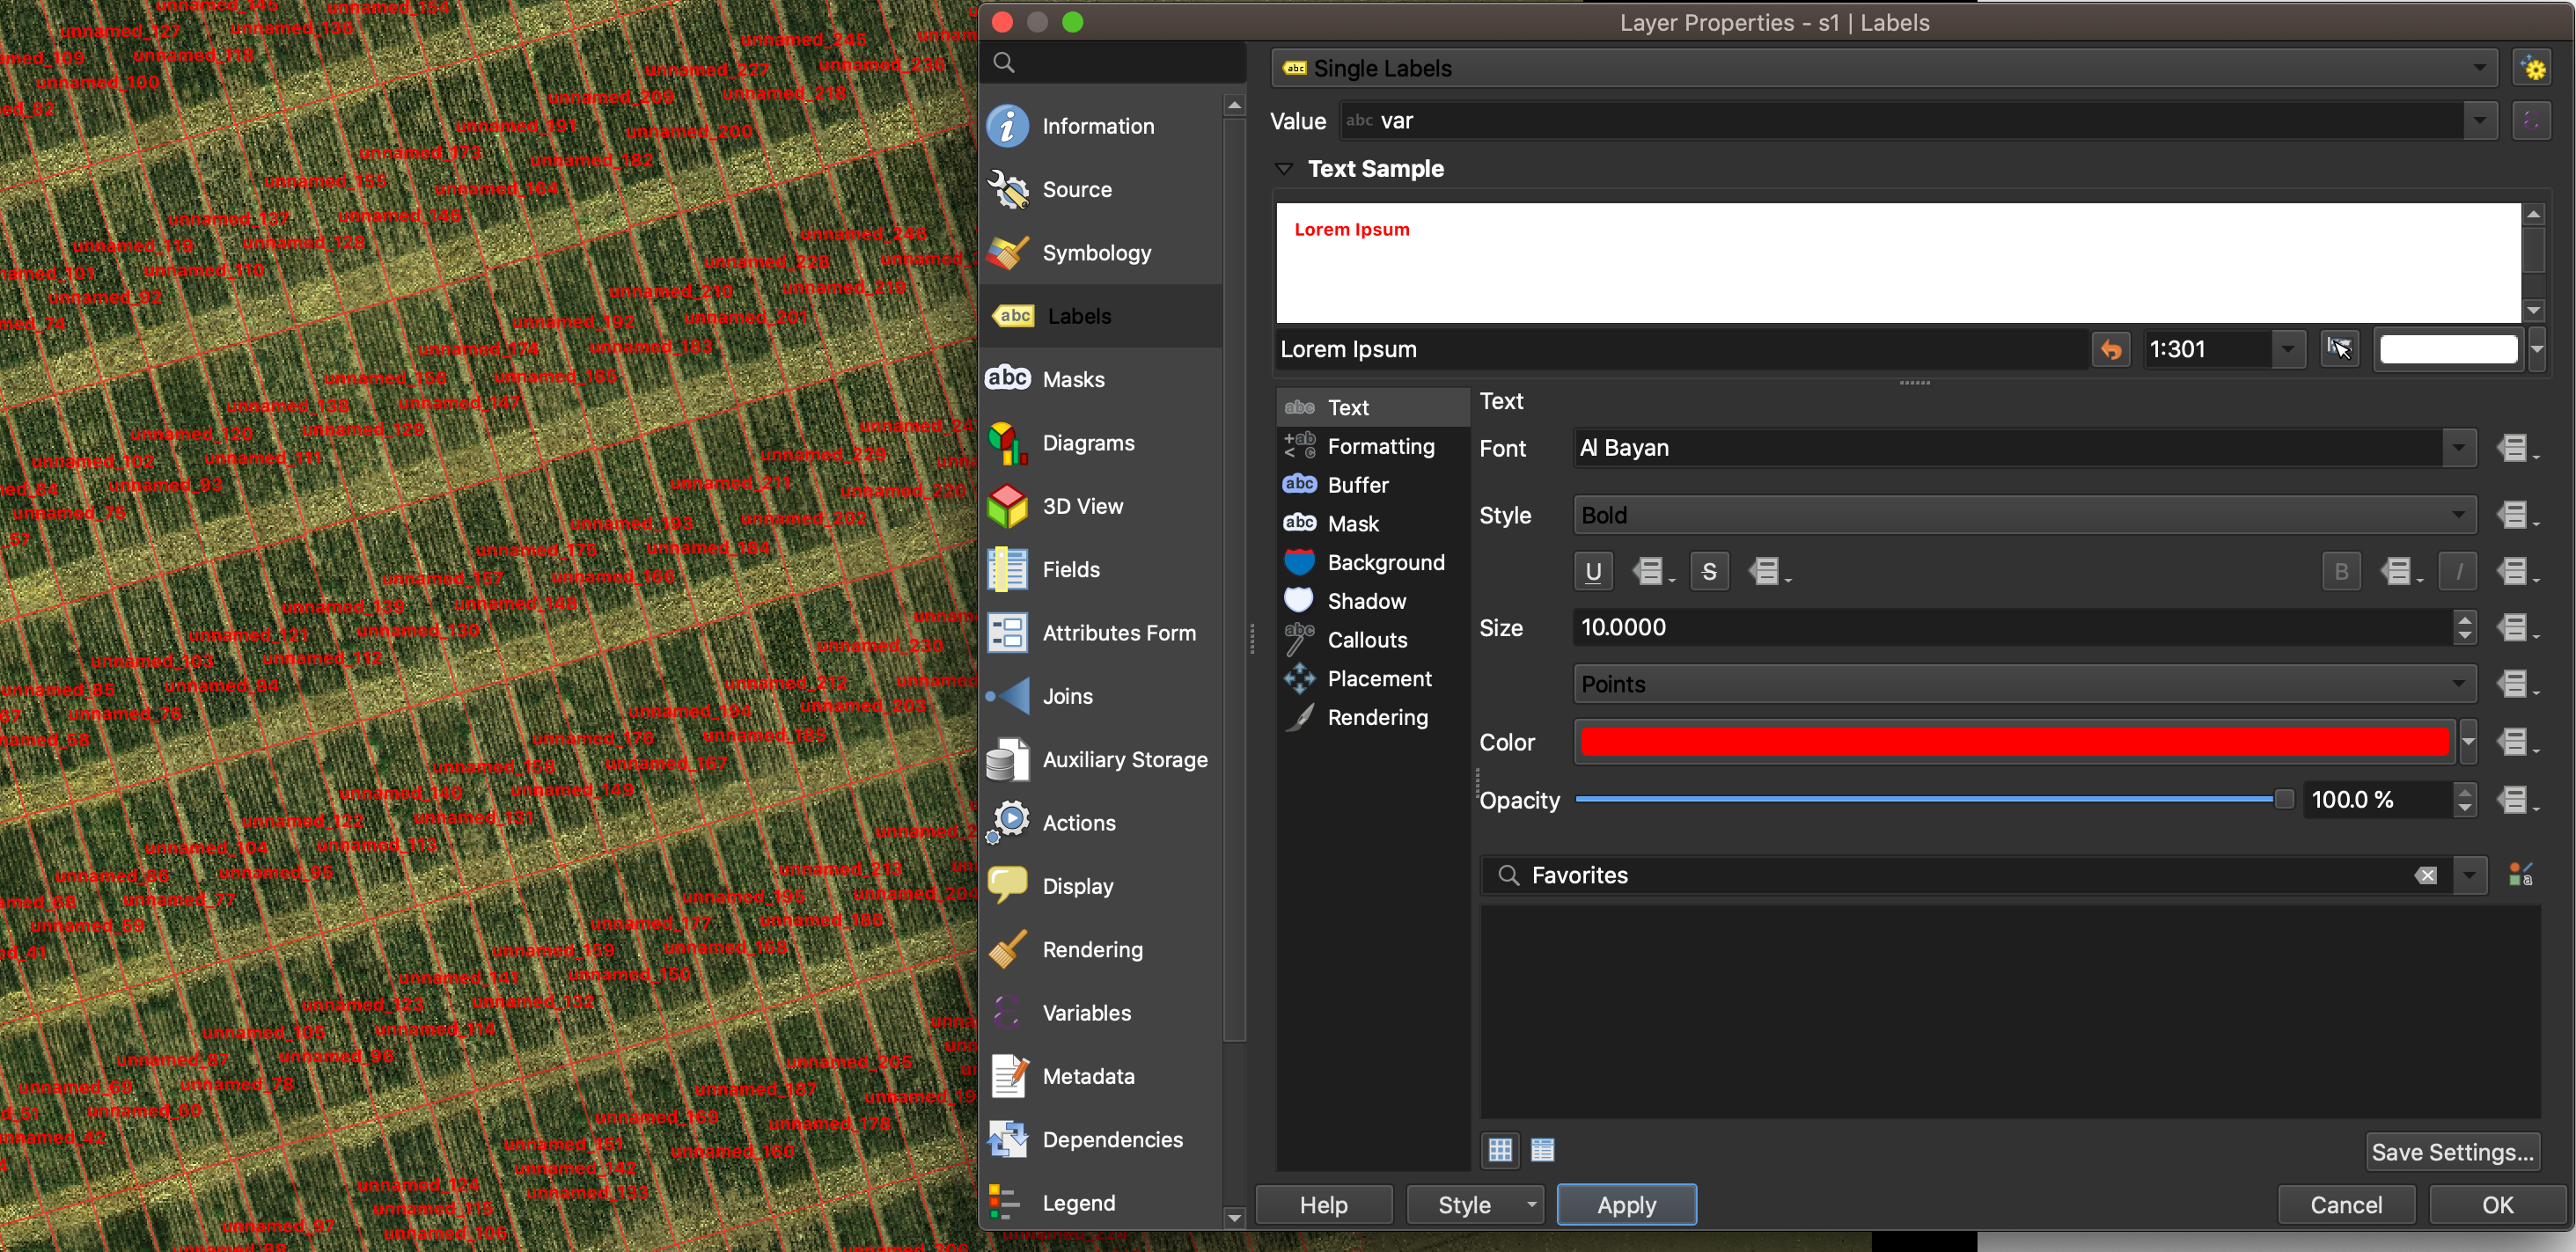 Layer Properties - s1 | Labels
Single Labels
Value abc var
Text Sample
Lorem Ipsum
Lorem Ipsum
1:301
Information
Source
Symbology
abc Labels
abc Masks
Diagrams
3D View
Fields
Attributes Form
Joins
Auxiliary Storage
Actions
Display
Rendering
Variables
Metadata
Dependencies
Legend
Text
Formatting
Buffer
Mask
Background
Shadow
Callouts
Placement
Rendering
Text
Font Al Bayan
Style Bold
U S B I
Size 10.0000
Points
Color
Opacity 100.0 %
Favorites
Save Settings...
Help Style Apply Cancel OK
unnamed_127
unnamed_136
unnamed_118
unnamed_100
unnamed_245
unnamed_227
unnamed_236
unnamed_209
unnamed_218
unnamed_191
unnamed_200
unnamed_173
unnamed_182
unnamed_155
unnamed_164
unnamed_137
unnamed_146
unnamed_119
unnamed_128
unnamed_110
unnamed_92
unnamed_246
unnamed_228
unnamed_210
unnamed_219
unnamed_192
unnamed_201
unnamed_174
unnamed_183
unnamed_156
unnamed_165
unnamed_138
unnamed_147
unnamed_120
unnamed_129
unnamed_102
unnamed_111
unnamed_93
unnamed_75
unnamed_229
unnamed_211
unnamed_220
unnamed_193
unnamed_202
unnamed_175
unnamed_184
unnamed_157
unnamed_166
unnamed_139
unnamed_148
unnamed_121
unnamed_130
unnamed_103
unnamed_112
unnamed_85
unnamed_94
unnamed_76
unnamed_230
unnamed_212
unnamed_194
unnamed_203
unnamed_176
unnamed_185
unnamed_158
unnamed_167
unnamed_140
unnamed_149
unnamed_122
unnamed_131
unnamed_104
unnamed_113
unnamed_86
unnamed_95
unnamed_77
unnamed_59
unnamed_213
unnamed_195
unnamed_204
unnamed_177
unnamed_186
unnamed_159
unnamed_168
unnamed_141
unnamed_150
unnamed_123
unnamed_132
unnamed_105
unnamed_114
unnamed_87
unnamed_96
unnamed_69
unnamed_78
unnamed_60
unnamed_205
unnamed_187
unnamed_169
unnamed_178
unnamed_151
unnamed_160
unnamed_142
unnamed_124
unnamed_133
unnamed_115
unnamed_97
unnamed_106